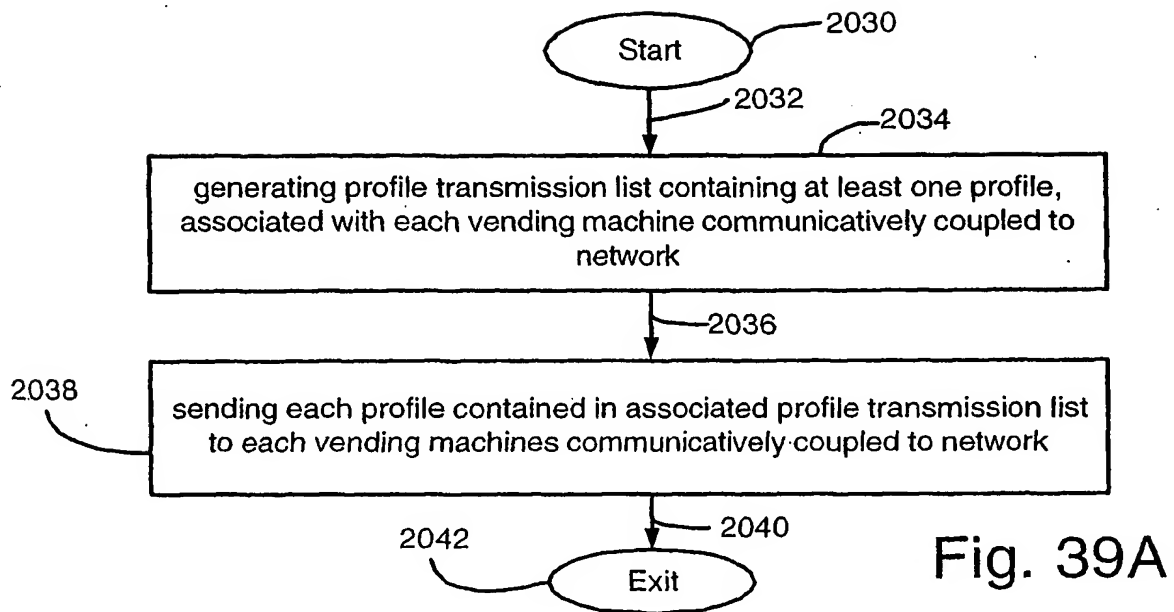 Start
2030
2032
2034
generating profile transmission list containing at least one profile,
associated with each vending machine communicatively coupled to
network
2036
2038
sending each profile contained in associated profile transmission list
to each vending machines communicatively coupled to network
2040
2042
Exit
Fig. 39A